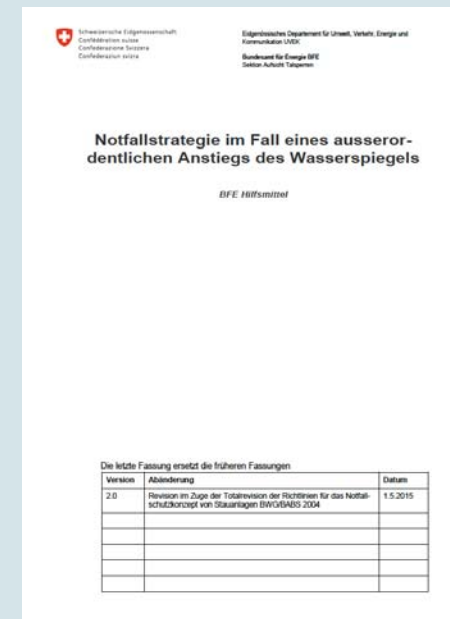 Schweizerische Eidgenossenschaft
Confédération suisse
Confederazione Svizzera
Confederaziun svizra
Eidgenössisches Departement für Umwelt, Verkehr, Energie und
Kommunikation UVEK
Bundesamt für Energie BFE
Sektion Aufsicht Talsperren
Notfallstrategie im Fall eines ausseror-
dentlichen Anstiegs des Wasserspiegels
BFE Hilfsmittel
Die letzte Fassung ersetzt die früheren Fassungen
Version Abänderung Datum
2.0 Revision im Zuge der Totalrevision der Richtlinien für das Notfall- 1.5.2015
schutzkonzept von Stauanlagen BWG/BABS 2004